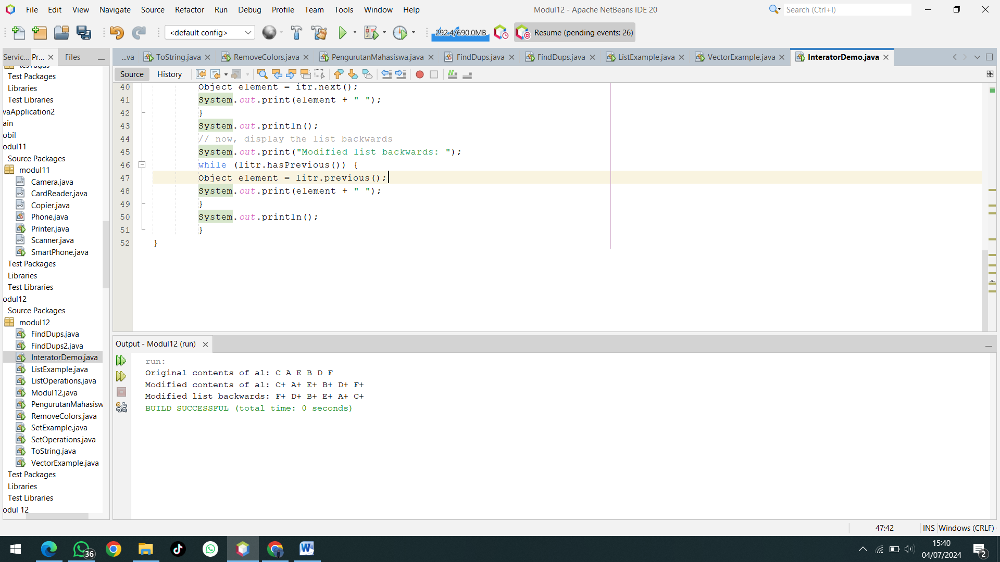 File Edit View Navigate Source Refactor Run Debug Profile Team Tools Window Help
Modul12 - Apache NetBeans IDE 20
Search (Ctrl+I)
<default config>
292.4/690.0MB
Resume (pending events: 26)
Servic... Pr... Files
...va ToString.java RemoveColors.java PengurutanMahasiswa.java FindDups.java FindDups.java ListExample.java VectorExample.java InteratorDemo.java
Source History
Test Packages
Libraries
Test Libraries
vaApplication2
ain
obil
odul11
Source Packages
modul11
Camera.java
CardReader.java
Copier.java
Phone.java
Printer.java
Scanner.java
SmartPhone.java
Test Packages
Libraries
Test Libraries
odul12
Source Packages
modul12
FindDups.java
FindDups2.java
InteratorDemo.java
ListExample.java
ListOperations.java
Modul12.java
PengurutanMahasisw
RemoveColors.java
SetExample.java
SetOperations.java
ToString.java
VectorExample.java
Test Packages
Libraries
Test Libraries
odul 12
40 Object element = itr.next();
41 System.out.print(element + " ");
42 }
43 System.out.println();
44 // now, display the list backwards
45 System.out.print("Modified list backwards: ");
46 while (litr.hasPrevious()) {
47 Object element = litr.previous();
48 System.out.print(element + " ");
49 }
50 System.out.println();
51 }
52 }
Output - Modul12 (run)
run:
Original contents of al: C A E B D F
Modified contents of al: C+ A+ E+ B+ D+ F+
Modified list backwards: F+ D+ B+ E+ A+ C+
BUILD SUCCESSFUL (total time: 0 seconds)
47:42 INS Windows (CRLF)
36
15:40
04/07/2024
2